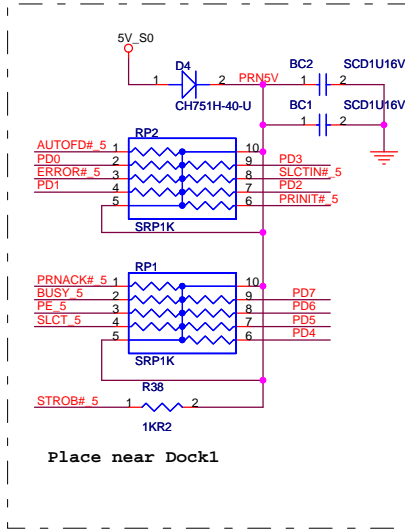 5V_S0
D4
1 2 PRN5V
CH751H-40-U
BC2 SCD1U16V
1 2
BC1 SCD1U16V
1 2
RP2
AUTOFD#_5 1 10
PD0 2 9 PD3
ERROR#_5 3 8 SLCTIN#_5
PD1 4 7 PD2
5 6 PRINIT#_5
SRP1K
RP1
PRNACK#_5 1 10
BUSY_5 2 9 PD7
PE_5 3 8 PD6
SLCT_5 4 7 PD5
5 6 PD4
SRP1K
R38
STROB#_5 1 2
1KR2
Place near Dock1